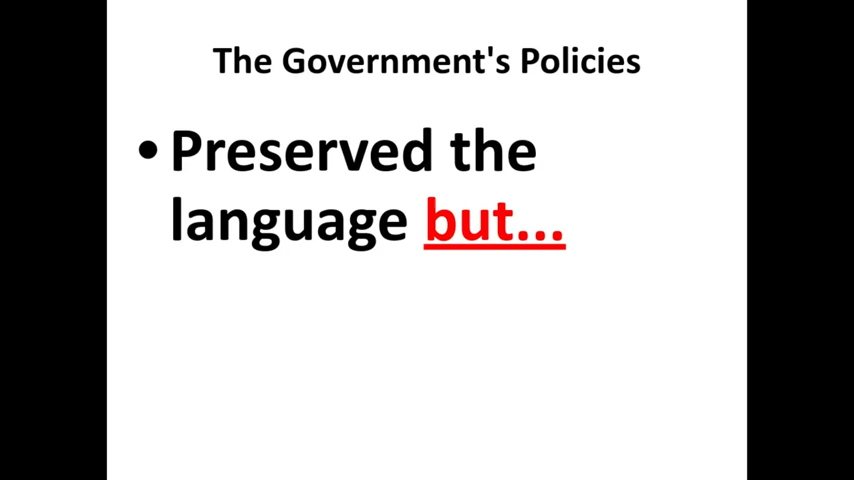 The Government's Policies
• Preserved the
language but...